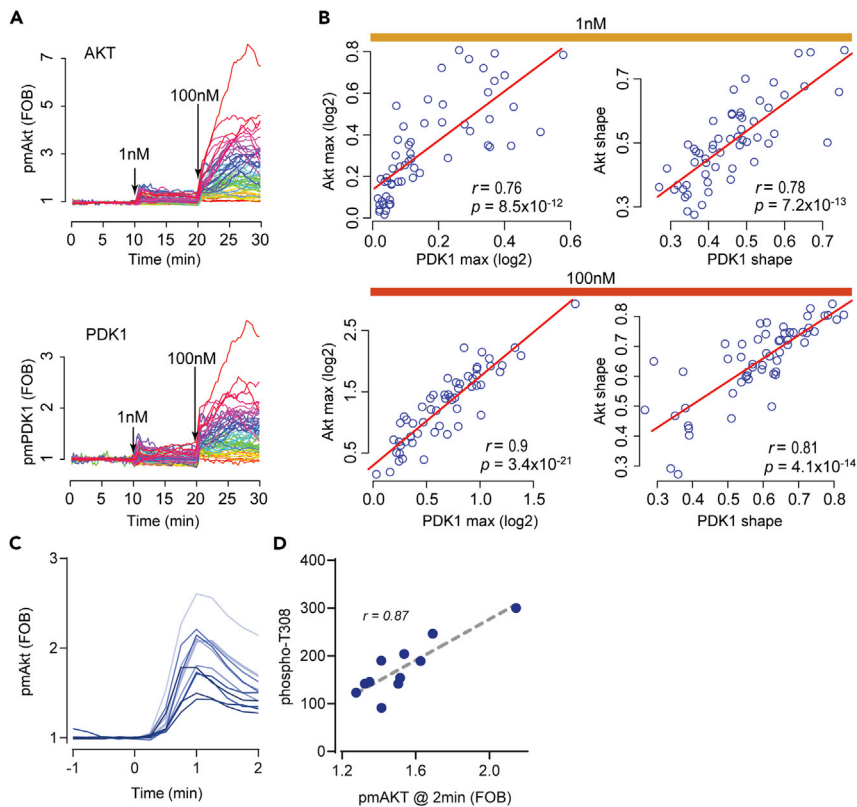 A
AKT
pmAkt (FOB)
7
5
3
1
1nM
100nM
0 5 10 15 20 25 30
Time (min)
PDK1
pmPDK1 (FOB)
3
2
1
1nM
100nM
0 5 10 15 20 25 30
Time (min)
B
1nM
Akt max (log2)
0.8
0.6
0.4
0.2
0.0
r = 0.76
p = 8.5x10-12
0.0 0.2 0.4 0.6
PDK1 max (log2)
Akt shape
0.7
0.5
0.3
r = 0.78
p = 7.2x10-13
0.3 0.4 0.5 0.6 0.7
PDK1 shape
100nM
Akt max (log2)
2.5
1.5
0.5
r = 0.9
p = 3.4x10-21
0.0 0.5 1.0 1.5
PDK1 max (log2)
Akt shape
0.8
0.7
0.6
0.5
0.4
0.3
r = 0.81
p = 4.1x10-14
0.3 0.4 0.5 0.6 0.7 0.8
PDK1 shape
C
pmAkt (FOB)
3
2
1
-1 0 1 2
Time (min)
D
phospho-T308
400
300
200
100
0
r = 0.87
1.2 1.6 2.0
pmAKT @ 2min (FOB)